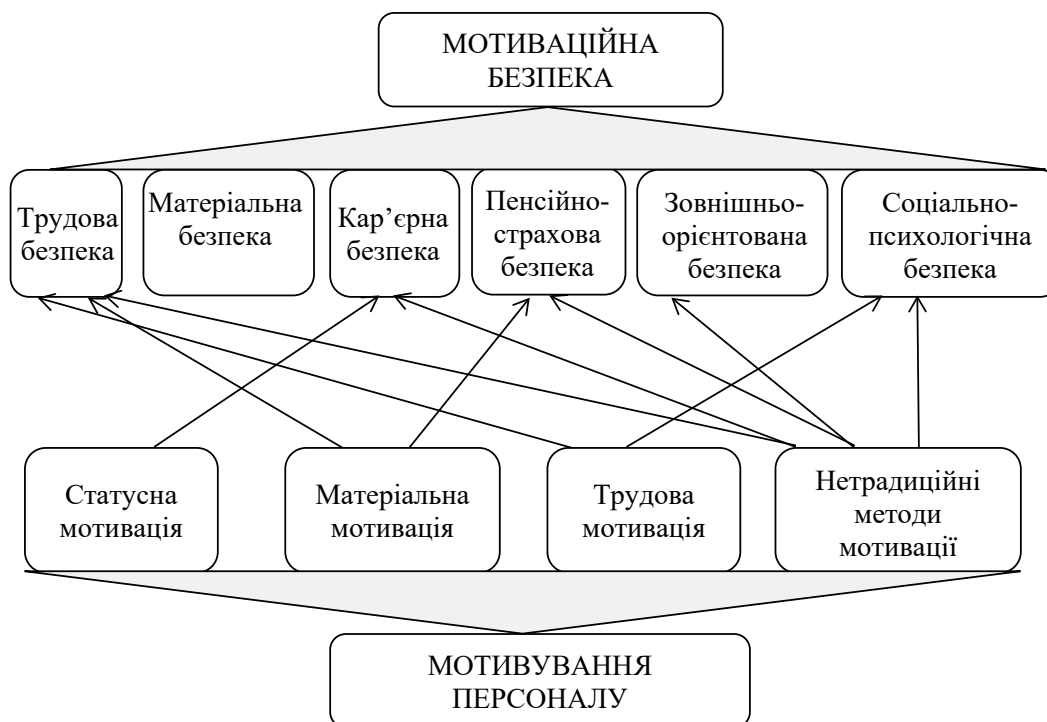 МОТИВАЦІЙНА
БЕЗПЕКА
Трудова
безпека
Матеріальна
безпека
Кар’єрна
безпека
Пенсійно-
страхова
безпека
Зовнішньо-
орієнтована
безпека
Соціально-
психологічна
безпека
Статусна
мотивація
Матеріальна
мотивація
Трудова
мотивація
Нетрадиційні
методи
мотивації
МОТИВУВАННЯ
ПЕРСОНАЛУ